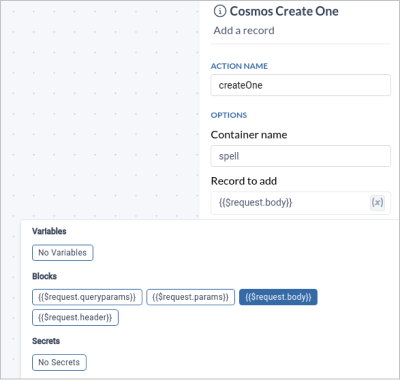 Cosmos Create One
Add a record
ACTION NAME
createOne
OPTIONS
Container name
spell
Record to add
{{$request.body}} {x}
Variables
No Variables
Blocks
{{$request.queryparams}} {{$request.params}} {{$request.body}}
{{$request.header}}
Secrets
No Secrets